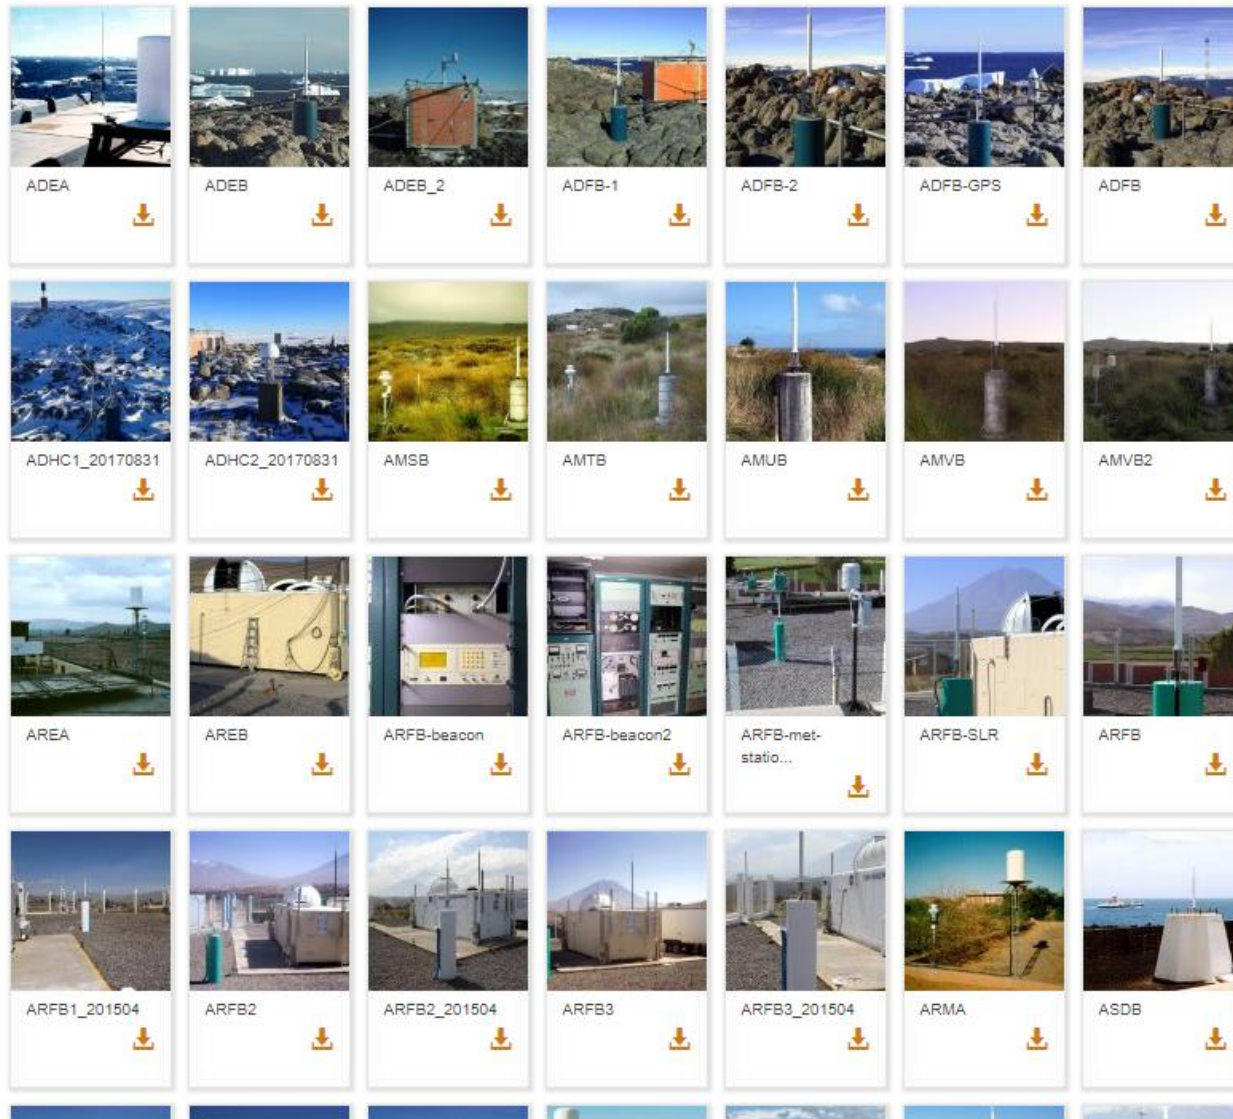 ADEA
ADEB
ADEB_2
ADFB-1
ADFB-2
ADFB-GPS
ADFB
ADHC1_20170831
ADHC2_20170831
AMSB
AMTB
AMUB
AMVB
AMVB2
AREA
AREB
ARFB-beacon
ARFB-beacon2
ARFB-met-
statio...
ARFB-SLR
ARFB
ARFB1_201504
ARFB2
ARFB2_201504
ARFB3
ARFB3_201504
ARMA
ASDB